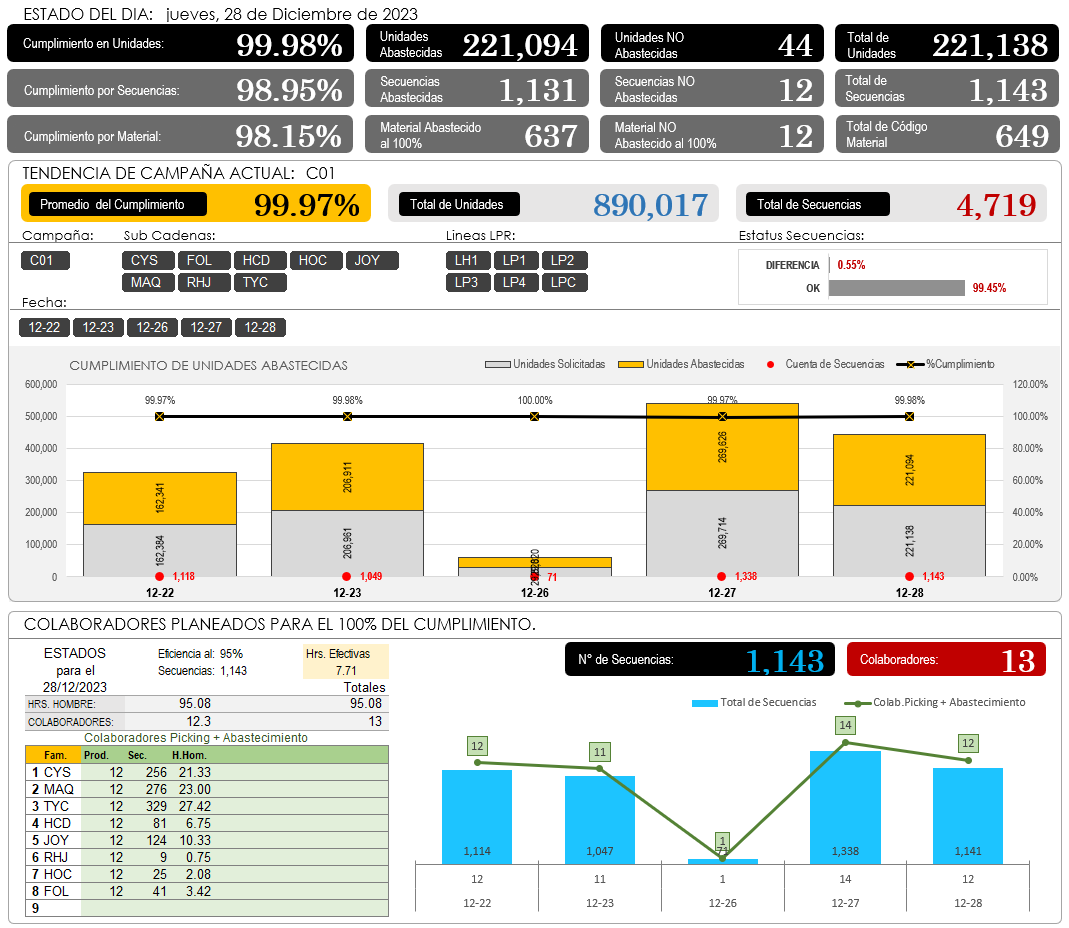 ESTADO DEL DIA: jueves, 28 de Diciembre de 2023
Cumplimiento en Unidades: 99.98%
Unidades Abastecidas 221,094
Unidades NO Abastecidas 44
Total de Unidades 221,138
Cumplimiento por Secuencias: 98.95%
Secuencias Abastecidas 1,131
Secuencias NO Abastecidas 12
Total de Secuencias 1,143
Cumplimiento por Material: 98.15%
Material Abastecido al 100% 637
Material NO Abastecido al 100% 12
Total de Código Material 649
TENDENCIA DE CAMPAÑA ACTUAL: C01
Promedio del Cumplimiento 99.97%
Total de Unidades 890,017
Total de Secuencias 4,719
Campaña: Sub Cadenas: Lineas LPR: Estatus Secuencias:
C01 CYS FOL HCD HOC JOY LH1 LP1 LP2
MAQ RHJ TYC LP3 LP4 LPC
DIFERENCIA 0.55%
OK 99.45%
Fecha:
12-22 12-23 12-26 12-27 12-28
CUMPLIMIENTO DE UNIDADES ABASTECIDAS
Unidades Solicitadas Unidades Abastecidas Cuenta de Secuencias %Cumplimiento
600,000 120.00%
99.97% 99.98% 100.00% 99.97% 99.98%
500,000 100.00%
400,000 80.00%
300,000 60.00%
200,000 40.00%
100,000 20.00%
0 0.00%
162,341 206,911 269,626 221,094
162,384 206,961 269,714 221,138
1,118 1,049 71 1,338 1,143
12-22 12-23 12-26 12-27 12-28
COLABORADORES PLANEADOS PARA EL 100% DEL CUMPLIMIENTO.
ESTADOS Eficiencia al: 95% Hrs. Efectivas
para el Secuencias: 1,143 7.71
28/12/2023 Totales
HRS. HOMBRE: 95.08 95.08
COLABORADORES: 12.3 13
Colaboradores Picking + Abastecimiento
Fam. Prod. Sec. H.Hom.
1 CYS 12 256 21.33
2 MAQ 12 276 23.00
3 TYC 12 329 27.42
4 HCD 12 81 6.75
5 JOY 12 124 10.33
6 RHJ 12 9 0.75
7 HOC 12 25 2.08
8 FOL 12 41 3.42
9
N° de Secuencias: 1,143
Colaboradores: 13
Total de Secuencias Colab.Picking + Abastecimiento
12 11 1 14 12
1,114 1,047 71 1,338 1,141
12 11 1 14 12
12-22 12-23 12-26 12-27 12-28